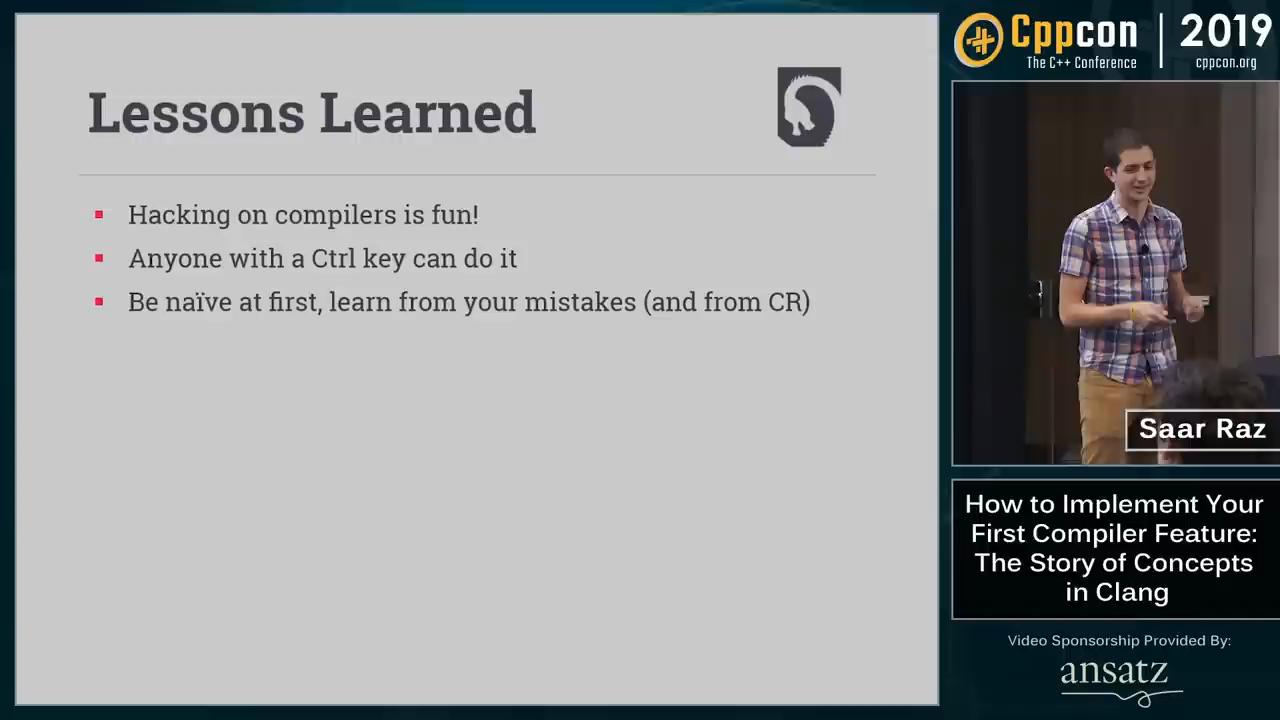 Lessons Learned
Hacking on compilers is fun!
Anyone with a Ctrl key can do it
Be naïve at first, learn from your mistakes (and from CR)
Cppcon | 2019
The C++ Conference
cppcon.org
Saar Raz
How to Implement Your
First Compiler Feature:
The Story of Concepts
in Clang
Video Sponsorship Provided By:
ansatz